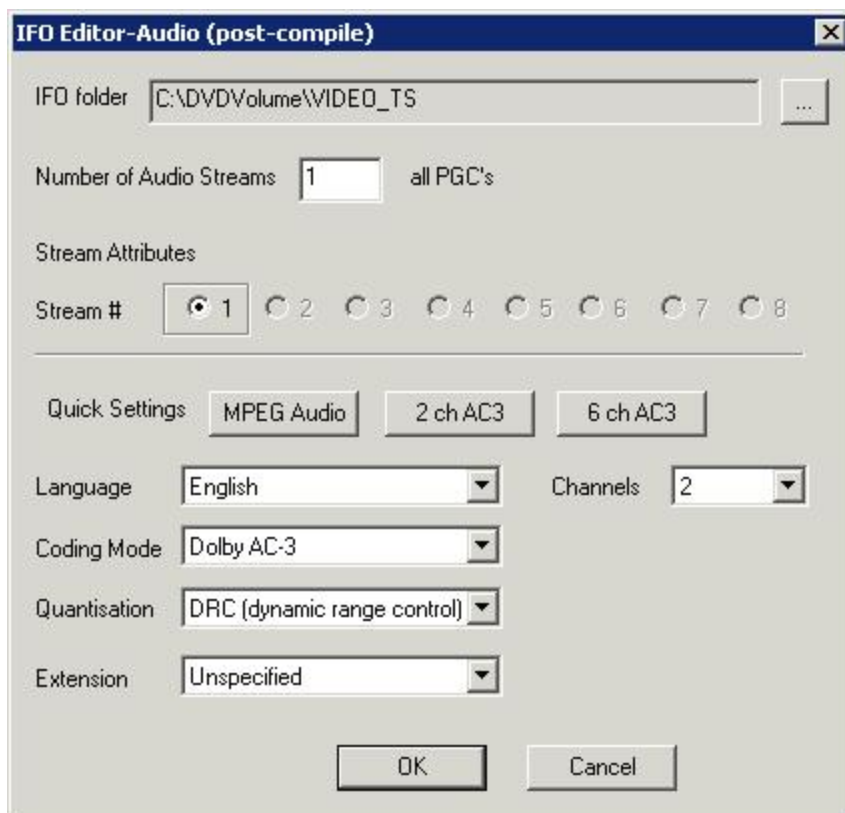 IFO Editor-Audio (post-compile)
IFO folder C:\DVDVolume\VIDEO_TS ...
Number of Audio Streams 1 all PGC's
Stream Attributes
Stream # 1 2 3 4 5 6 7 8
Quick Settings MPEG Audio 2 ch AC3 6 ch AC3
Language English Channels 2
Coding Mode Dolby AC-3
Quantisation DRC (dynamic range control)
Extension Unspecified
OK Cancel